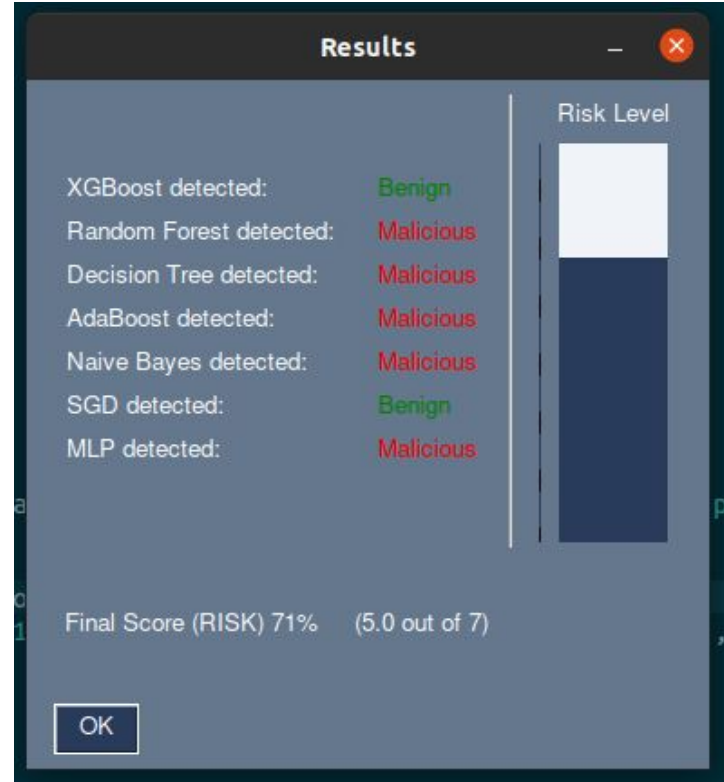 Results
Risk Level
XGBoost detected: Benign
Random Forest detected: Malicious
Decision Tree detected: Malicious
AdaBoost detected: Malicious
Naive Bayes detected: Malicious
SGD detected: Benign
MLP detected: Malicious
Final Score (RISK) 71% (5.0 out of 7)
OK